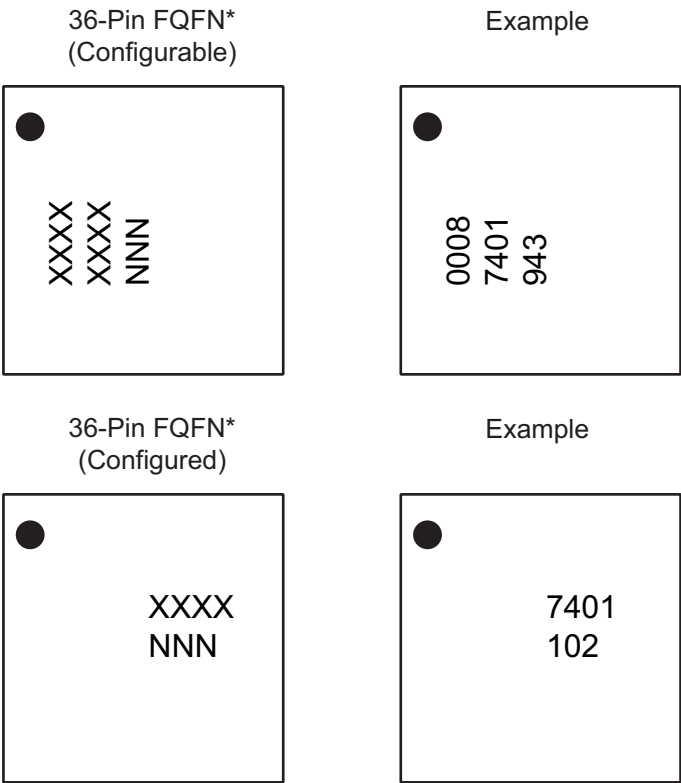 36-Pin FQFN*
(Configurable)
Example
XXXX
XXXX
NNN
0008
7401
943
36-Pin FQFN*
(Configured)
Example
XXXX
NNN
7401
102